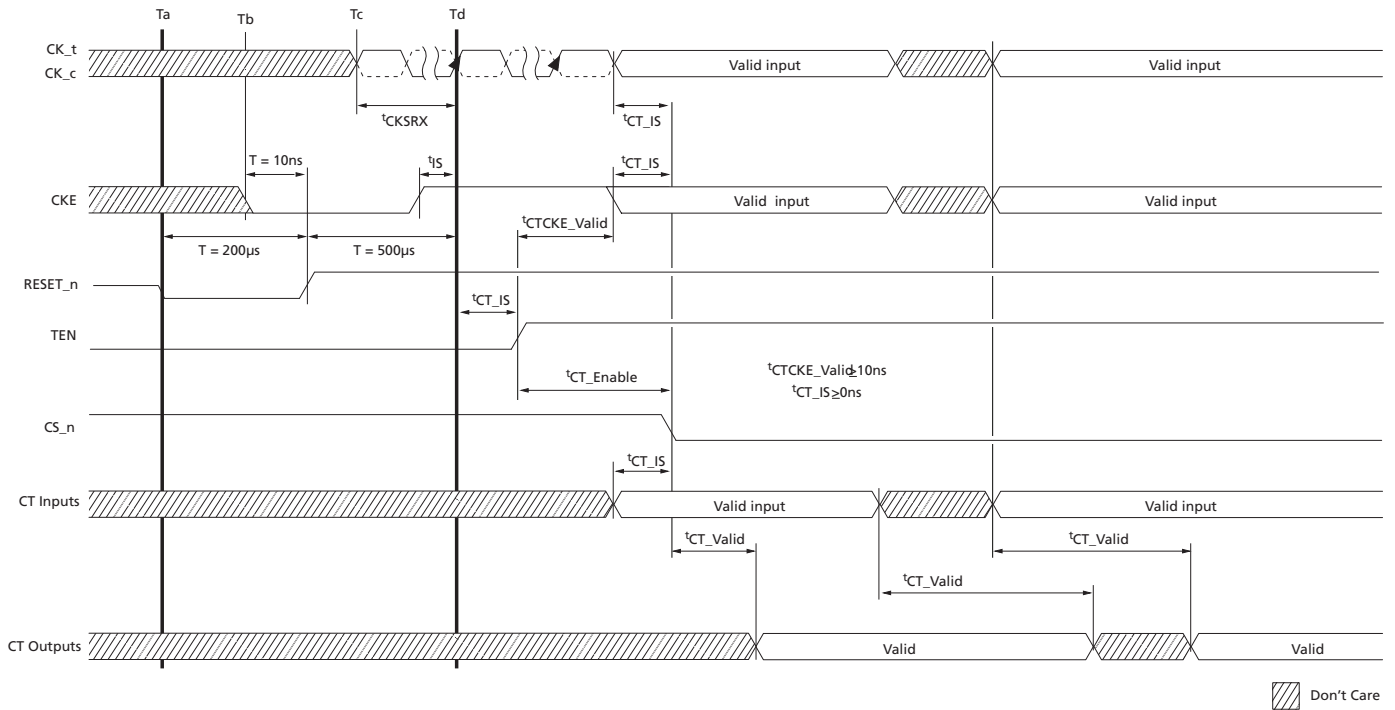 Ta
Tb
Tc
Td
CK_t
CK_c
Valid input
Valid input
tCKSRX
tCT_IS
T = 10ns
tIS
tCT_IS
CKE
Valid input
Valid input
tCTCKE_Valid
T = 200μs
T = 500μs
RESET_n
tCT_IS
TEN
tCT_Enable
tCTCKE_Valid≥10ns
tCT_IS≥0ns
CS_n
tCT_IS
CT Inputs
Valid input
Valid input
tCT_Valid
tCT_Valid
tCT_Valid
CT Outputs
Valid
Valid
Don't Care